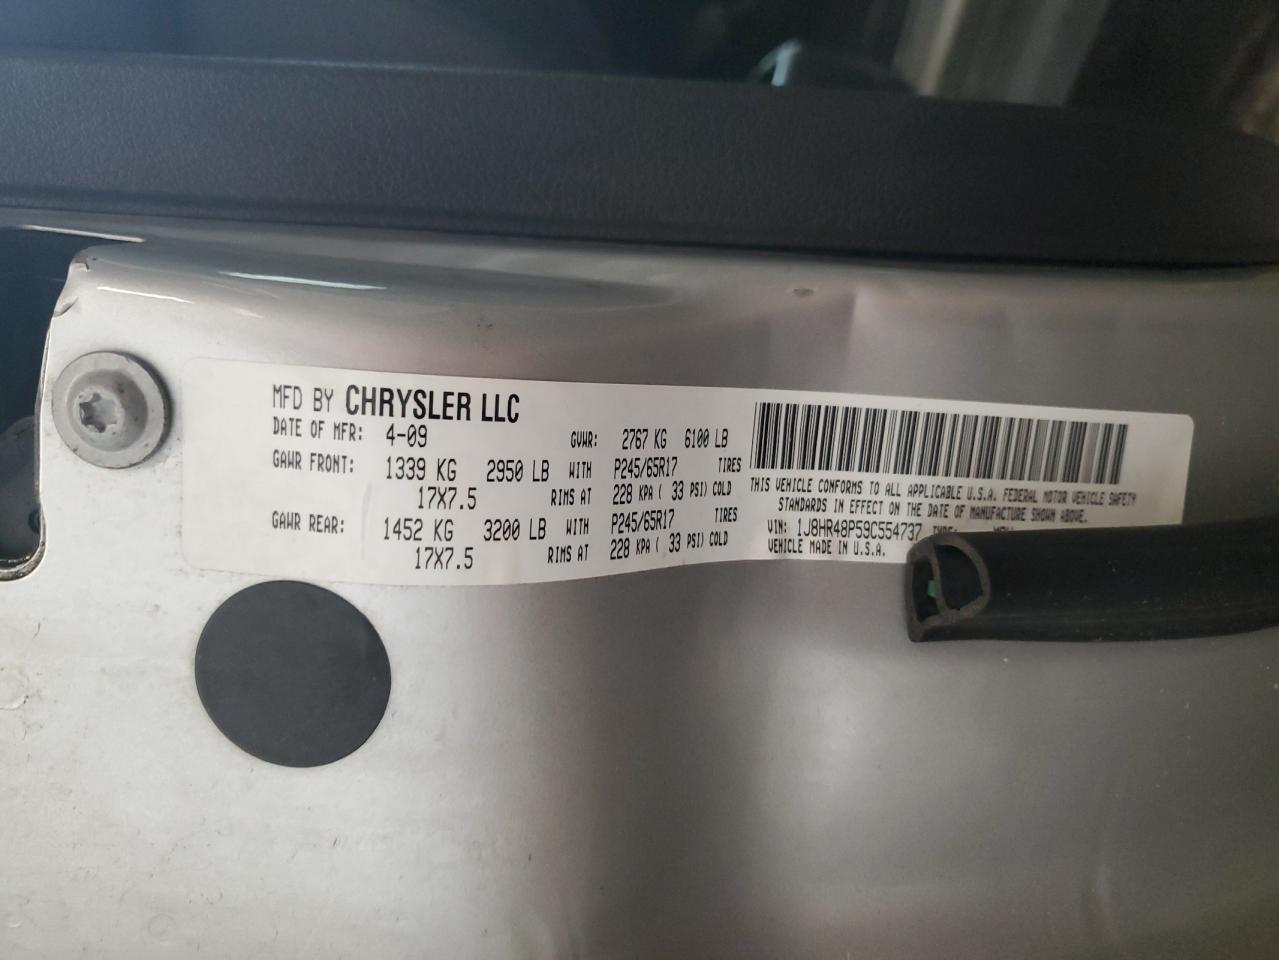 MFD BY CHRYSLER LLC
DATE OF MFR: 4-09 GVWR: 2767 KG 6100 LB
GAWR FRONT: 1339 KG 2950 LB WITH P245/65R17 TIRES
17X7.5 RIMS AT 228 KPA ( 33 PSI) COLD
GAWR REAR: 1452 KG 3200 LB WITH P245/65R17 TIRES
17X7.5 RIMS AT 228 KPA ( 33 PSI) COLD
THIS VEHICLE CONFORMS TO ALL APPLICABLE U.S.A. FEDERAL MOTOR VEHICLE SAFETY
STANDARDS IN EFFECT ON THE DATE OF MANUFACTURE SHOWN ABOVE.
VIN: 1J8HR48P59C554737 TYPE:
VEHICLE MADE IN U.S.A.